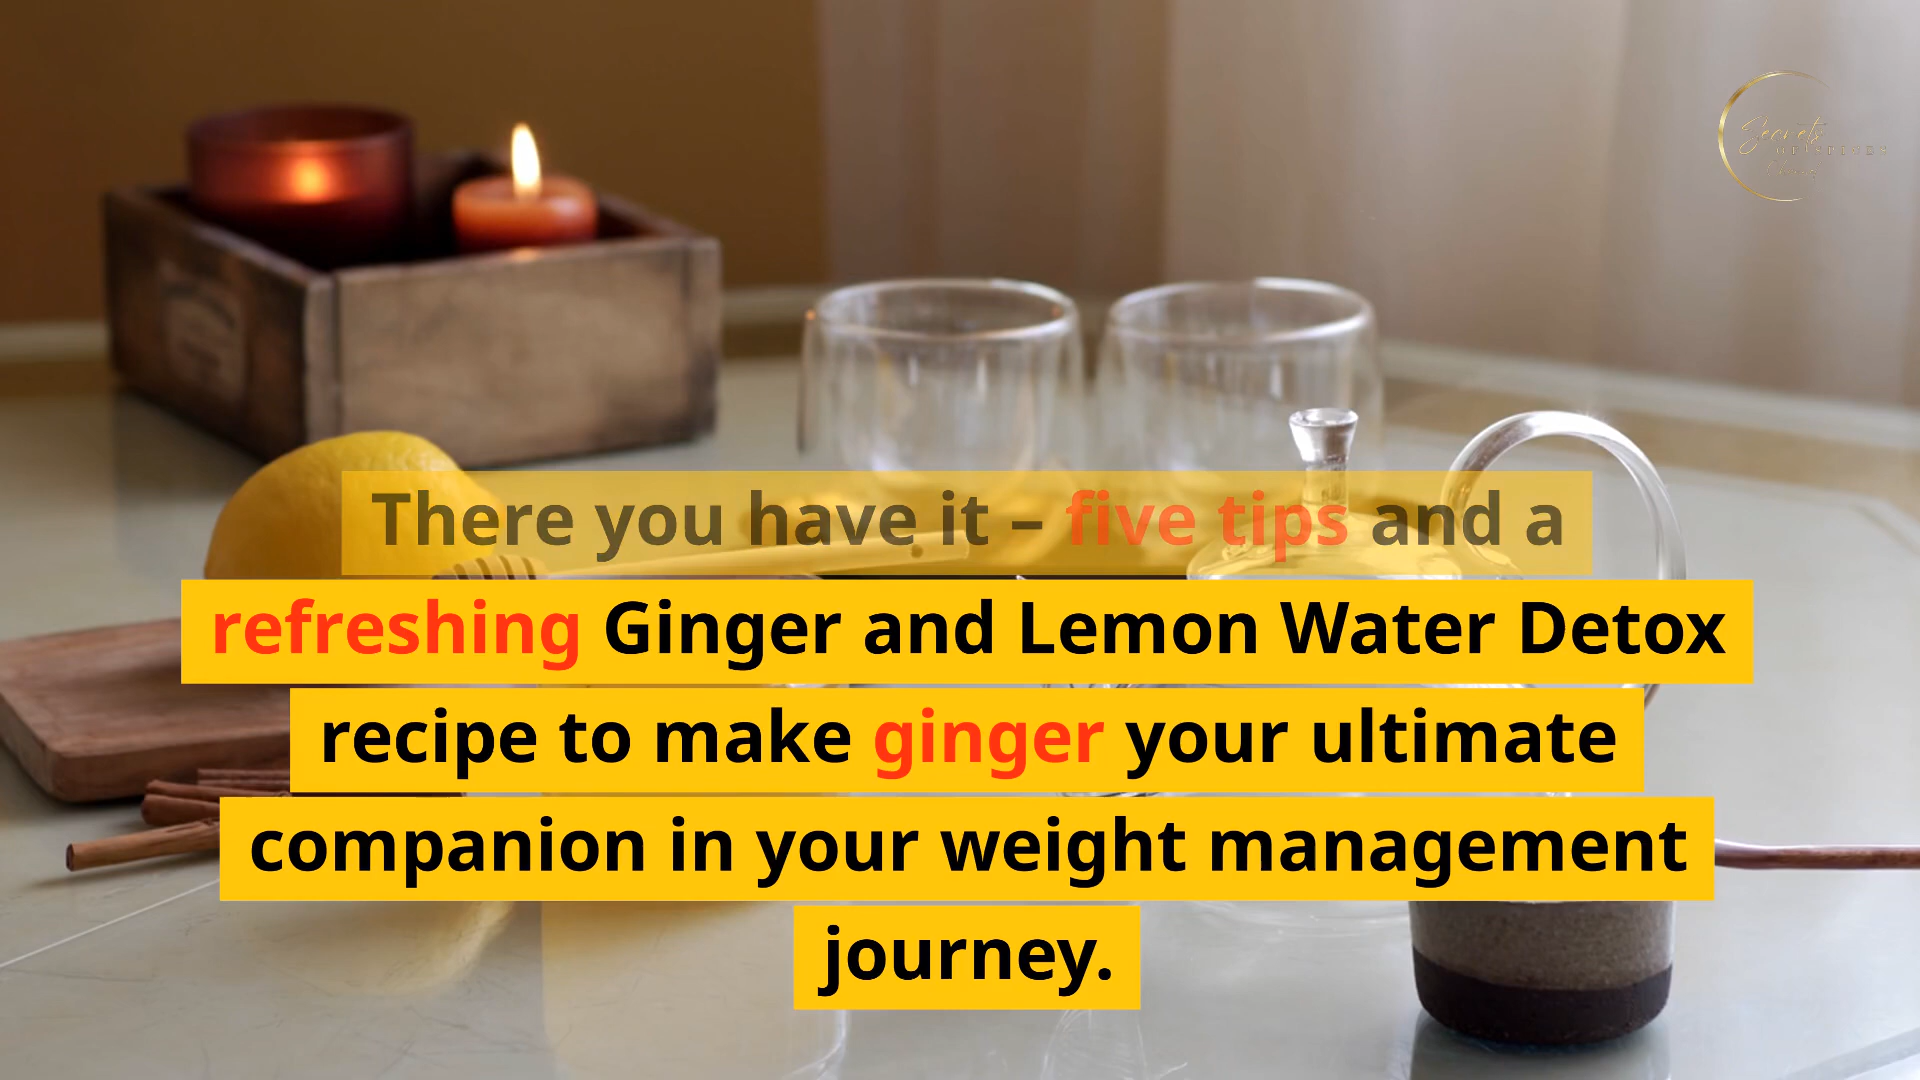 Secrets
There you have it – five tips and a
refreshing Ginger and Lemon Water Detox
recipe to make ginger your ultimate
companion in your weight management
journey.